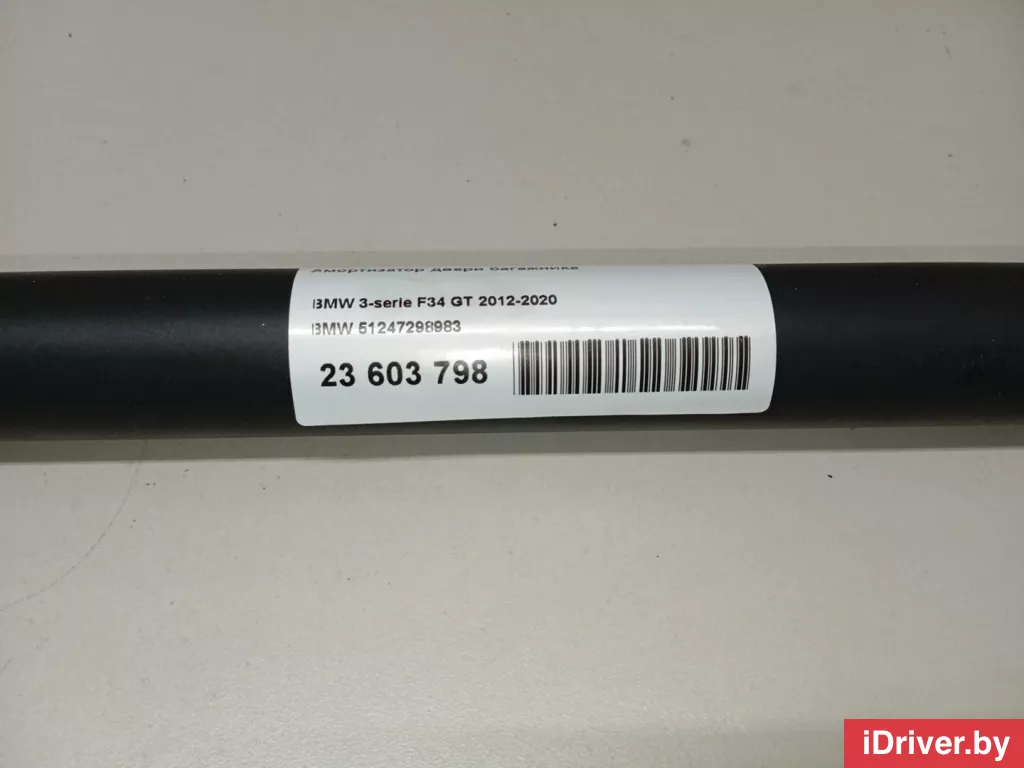 Амортизатор двери багажника
BMW 3-serie F34 GT 2012-2020
BMW 51247298983
23 603 798
iDriver.by